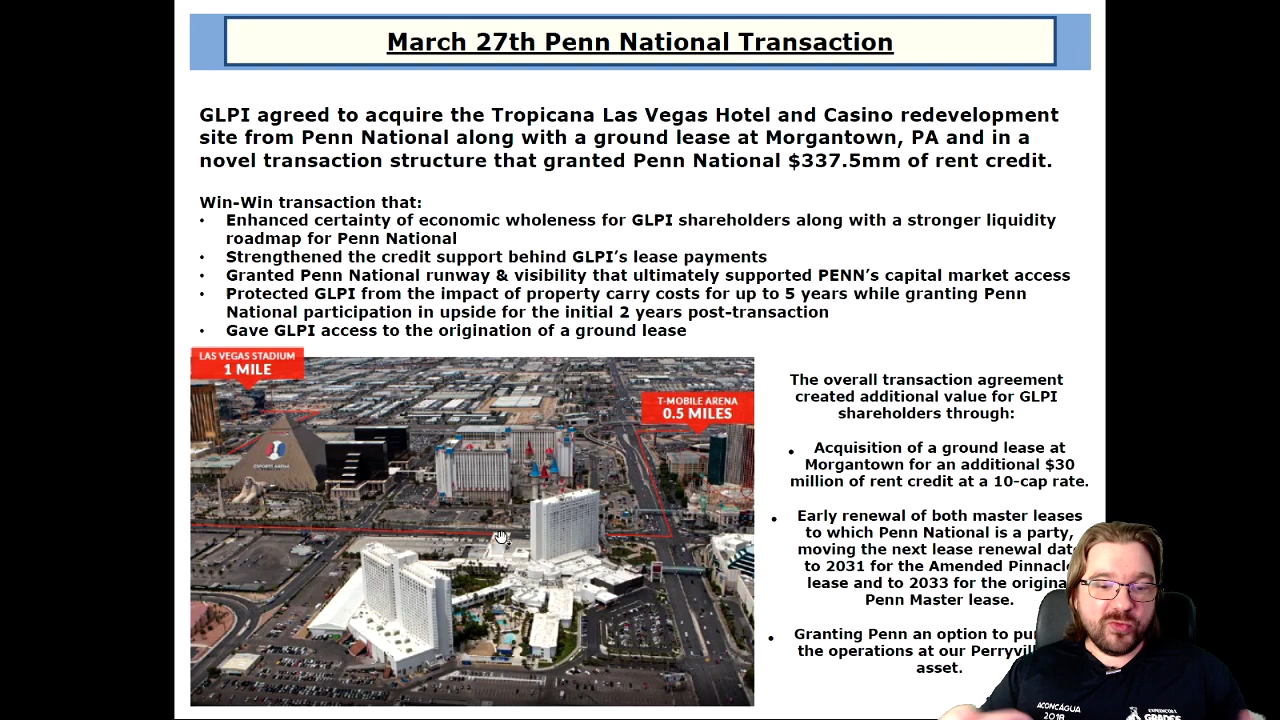 March 27th Penn National Transaction
GLPI agreed to acquire the Tropicana Las Vegas Hotel and Casino redevelopment
site from Penn National along with a ground lease at Morgantown, PA and in a
novel transaction structure that granted Penn National $337.5mm of rent credit.
Win-Win transaction that:
• Enhanced certainty of economic wholeness for GLPI shareholders along with a stronger liquidity
roadmap for Penn National
• Strengthened the credit support behind GLPI's lease payments
• Granted Penn National runway & visibility that ultimately supported PENN's capital market access
• Protected GLPI from the impact of property carry costs for up to 5 years while granting Penn
National participation in upside for the initial 2 years post-transaction
• Gave GLPI access to the origination of a ground lease
LAS VEGAS STADIUM
1 MILE
T-MOBILE ARENA
0.5 MILES
ESPORTS ARENA
The overall transaction agreement
created additional value for GLPI
shareholders through:
• Acquisition of a ground lease at
Morgantown for an additional $30
million of rent credit at a 10-cap rate.
• Early renewal of both master leases
to which Penn National is a party,
moving the next lease renewal
to 2031 for the Amended
lease and to 2033 for the
Penn Master lease.
• Granting Penn an option to
the operations at our
asset.
ACONCÁGUA
2018